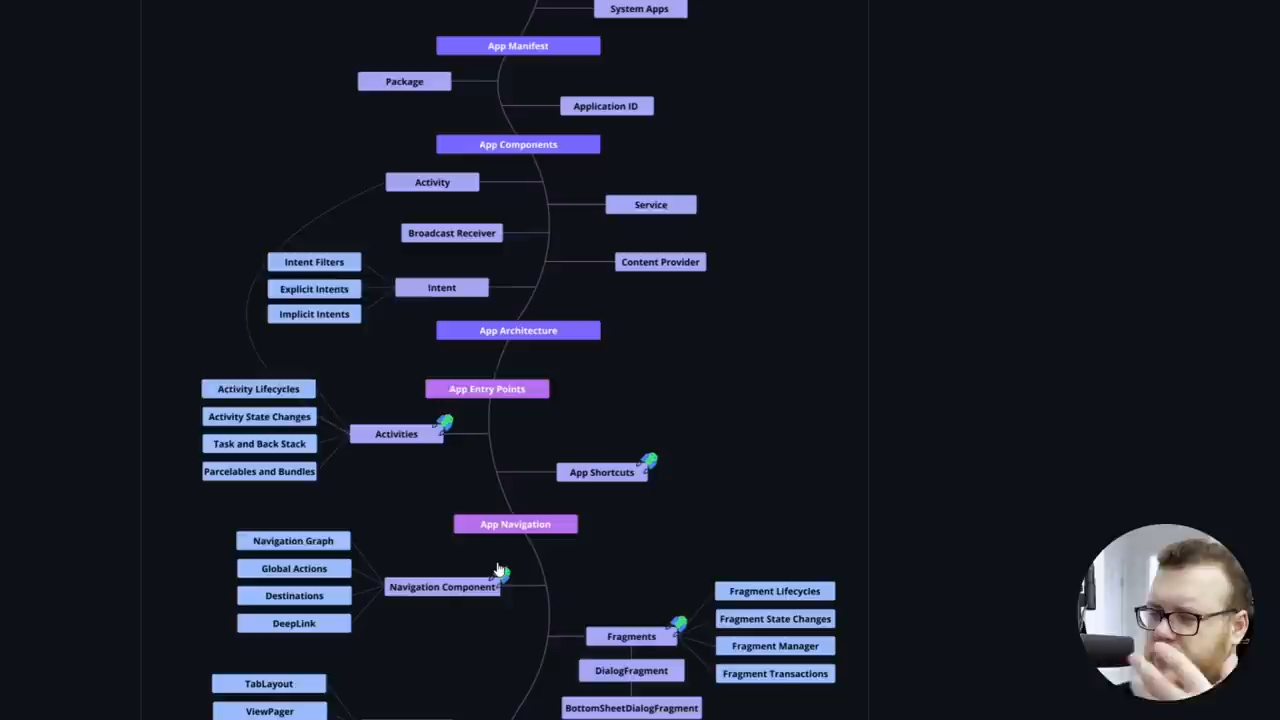 System Apps
App Manifest
Package
Application ID
App Components
Activity
Service
Broadcast Receiver
Intent Filters
Content Provider
Explicit Intents
Intent
Implicit Intents
App Architecture
Activity Lifecycles
App Entry Points
Activity State Changes
Activities
Task and Back Stack
Parcelables and Bundles
App Shortcuts
App Navigation
Navigation Graph
Global Actions
Navigation Component
Destinations
DeepLink
Fragment Lifecycles
Fragment State Changes
Fragments
Fragment Manager
DialogFragment
Fragment Transactions
TabLayout
ViewPager
BottomSheetDialogFragment